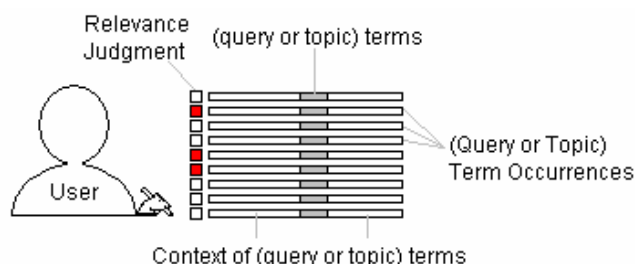 Relevance
Judgment
(query or topic) terms
(Query or Topic)
Term Occurrences
User
Context of (query or topic) terms